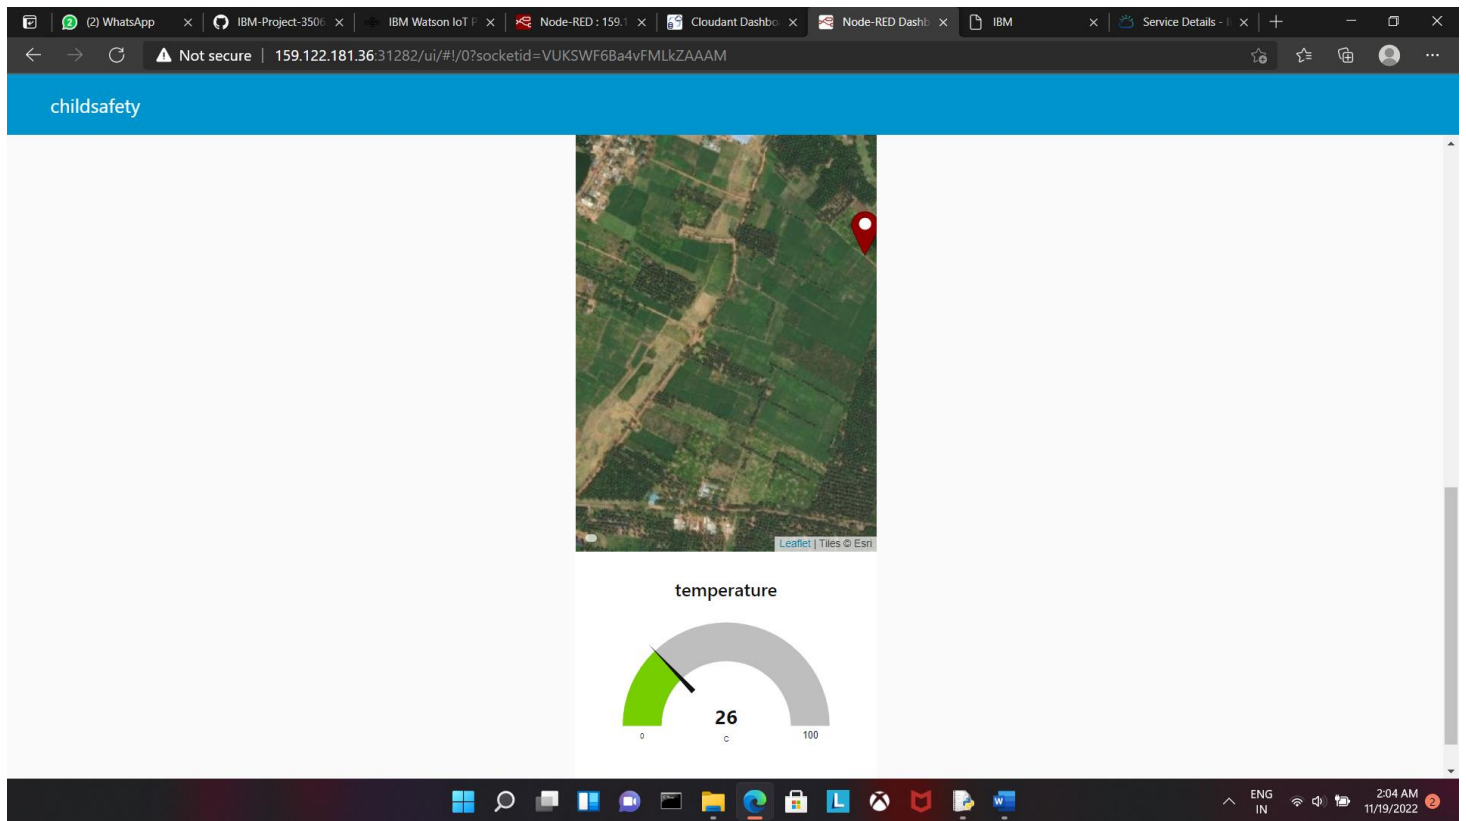 (2) WhatsApp
IBM-Project-3506
IBM Watson IoT P
Node-RED : 159.1
Cloudant Dashbo
Node-RED Dashb
IBM
Service Details - I
Not secure | 159.122.181.36:31282/ui/#!/0?socketid=VUKSWF6Ba4vFMLkZAAAM
childsafety
Leaflet | Tiles © Esri
temperature
26
0 C 100
ENG
IN
2:04 AM
11/19/2022
2